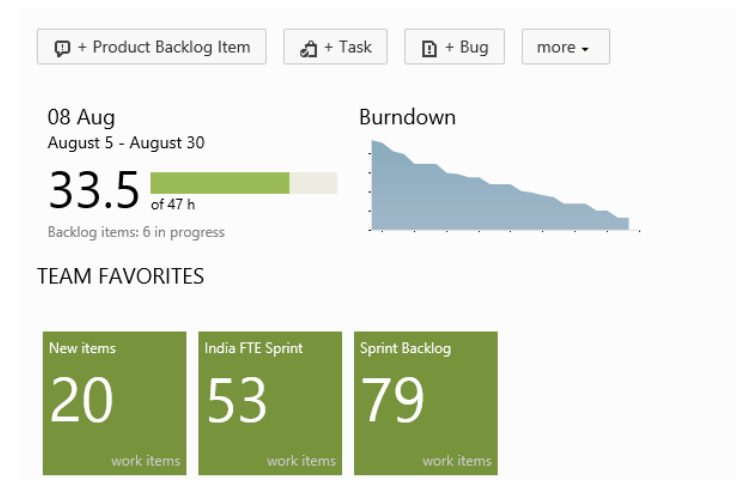 + Product Backlog Item + Task + Bug more
08 Aug
August 5 - August 30
33.5 of 47 h
Backlog items: 6 in progress
Burndown
TEAM FAVORITES
New items
20
work items
India FTE Sprint
53
work items
Sprint Backlog
79
work items